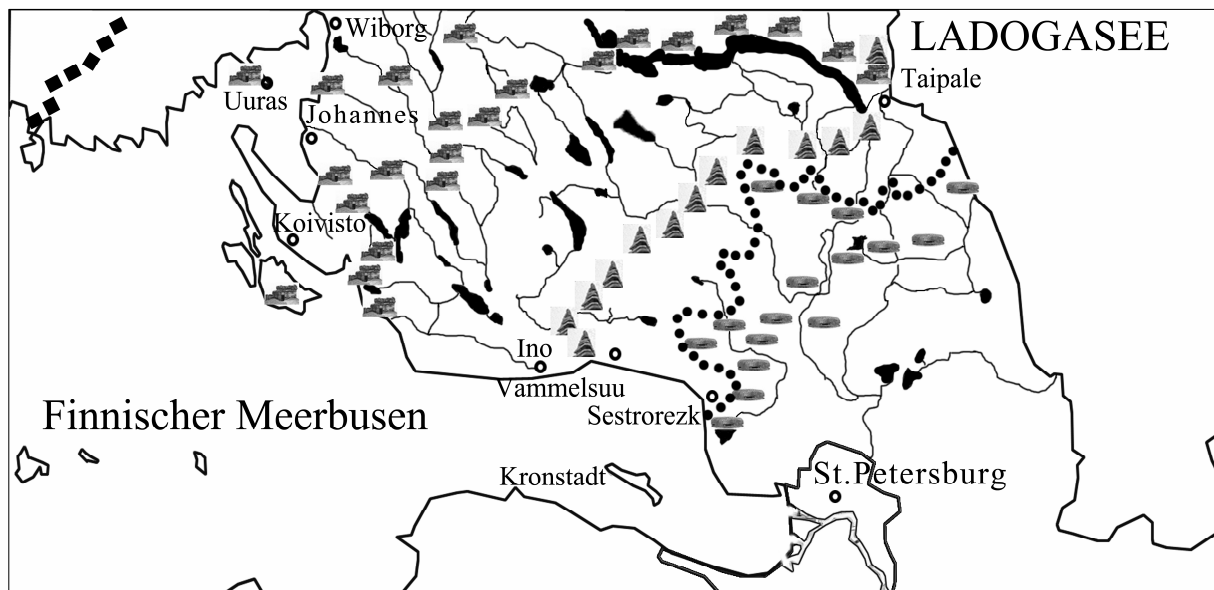 Wiborg
LADOGASEE
Taipale
Uuras
Johannes
Koivisto
Ino
Vammelsuu
Sestrorezk
Finnischer Meerbusen
Kronstadt
St.Petersburg